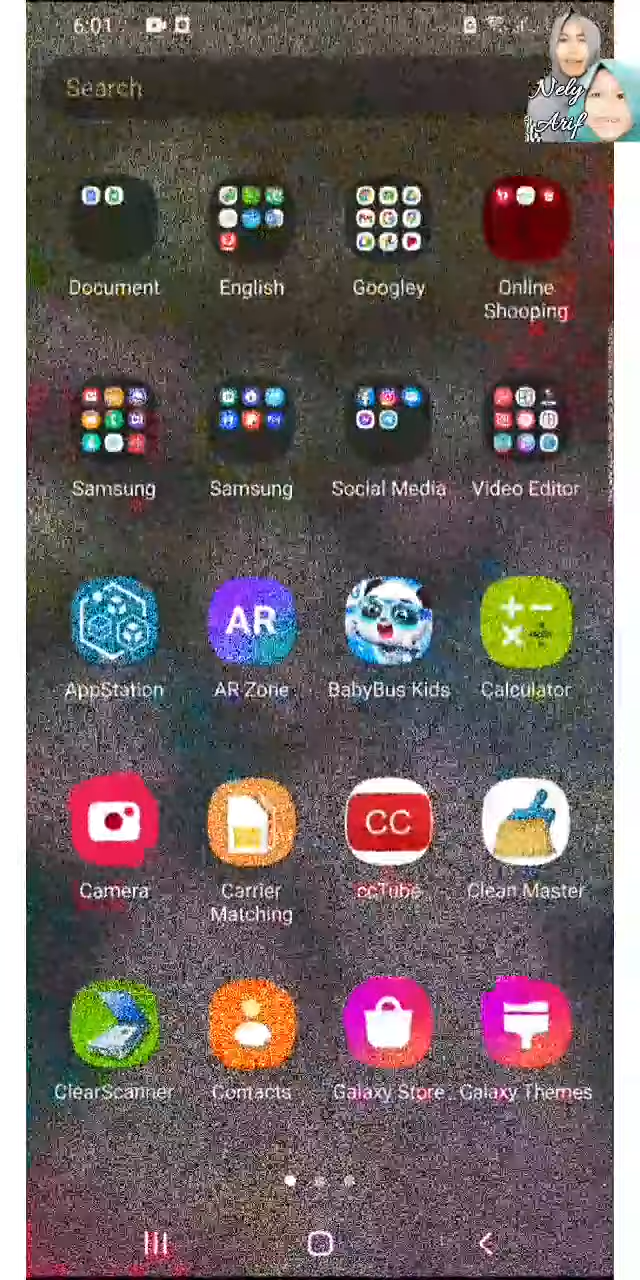 6:01
Search
Nely
Arif
Document
English
Googley
Online
Shooping
Samsung
Samsung
Social Media
Video Editor
AR
AppStation
AR Zone
BabyBus Kids
Calculator
CC
Camera
Carrier
Matching
ccTube
Clean Master
ClearScanner
Contacts
Galaxy Store
Galaxy Themes